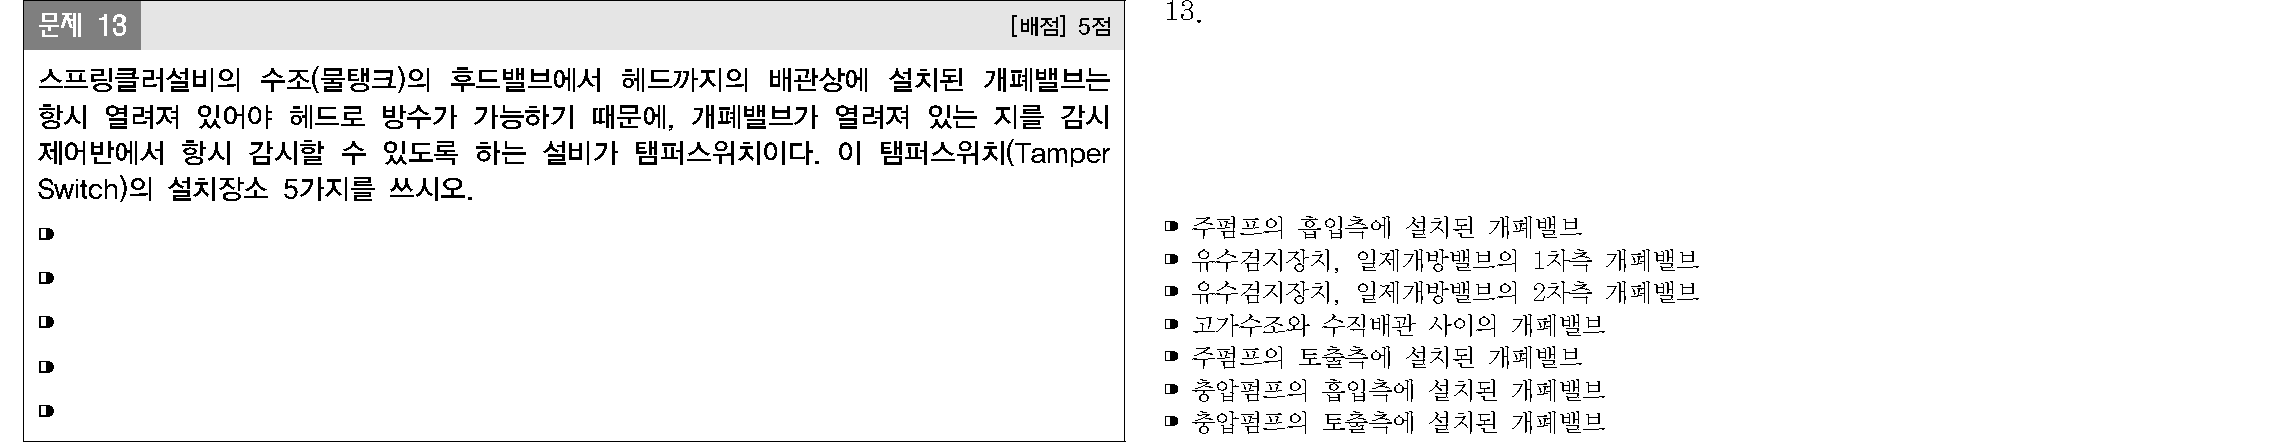 문제 13
[배점] 5점
스프링클러설비의 수조(물탱크)의 후드밸브에서 헤드까지의 배관상에 설치된 개폐밸브는
항시 열려져 있어야 헤드로 방수가 가능하기 때문에, 개폐밸브가 열려져 있는 지를 감시
제어반에서 항시 감시할 수 있도록 하는 설비가 탬퍼스위치이다. 이 탬퍼스위치(Tamper
Switch)의 설치장소 5가지를 쓰시오.
13.
주펌프의 흡입측에 설치된 개폐밸브
유수검지장치, 일제개방밸브의 1차측 개폐밸브
유수검지장치, 일제개방밸브의 2차측 개폐밸브
고가수조와 수직배관 사이의 개폐밸브
주펌프의 토출측에 설치된 개폐밸브
충압펌프의 흡입측에 설치된 개폐밸브
충압펌프의 토출측에 설치된 개폐밸브